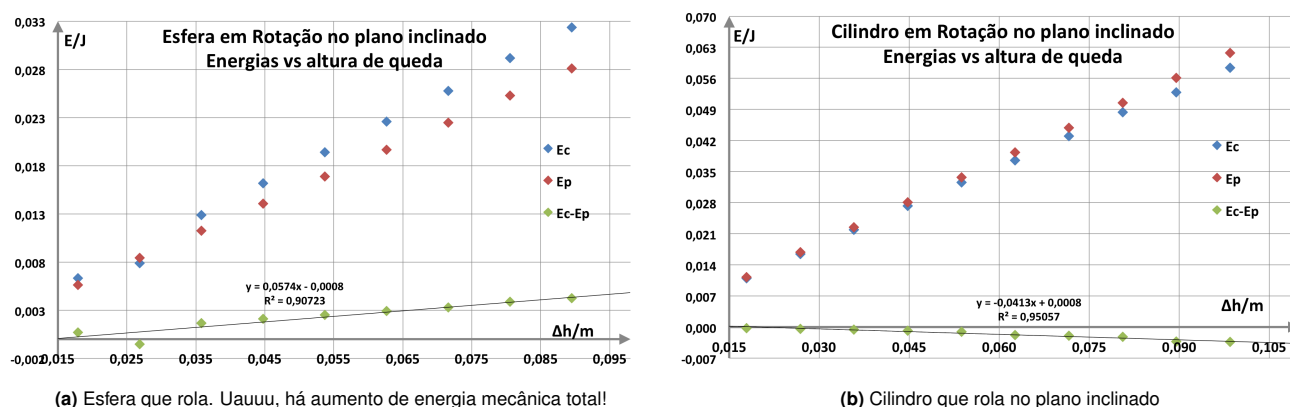 0,033
E/J
Esfera em Rotação no plano inclinado
Energias vs altura de queda
0,028
0,023
0,018
0,013
0,008
0,003
-0,002
Ec
Ep
Ec-Ep
y = 0,0574x - 0,0008
R² = 0,90723
Δh/m
0,015 0,025 0,035 0,045 0,055 0,065 0,075 0,085 0,095
(a) Esfera que rola. Uauuu, há aumento de energia mecânica total!
0,070
E/J
Cilindro em Rotação no plano inclinado
Energias vs altura de queda
0,063
0,056
0,049
0,042
0,035
0,028
0,021
0,014
0,007
0,000
-0,007
Ec
Ep
Ec-Ep
y = -0,0413x + 0,0008
R² = 0,95057
Δh/m
0,015 0,030 0,045 0,060 0,075 0,090 0,105
(b) Cilindro que rola no plano inclinado